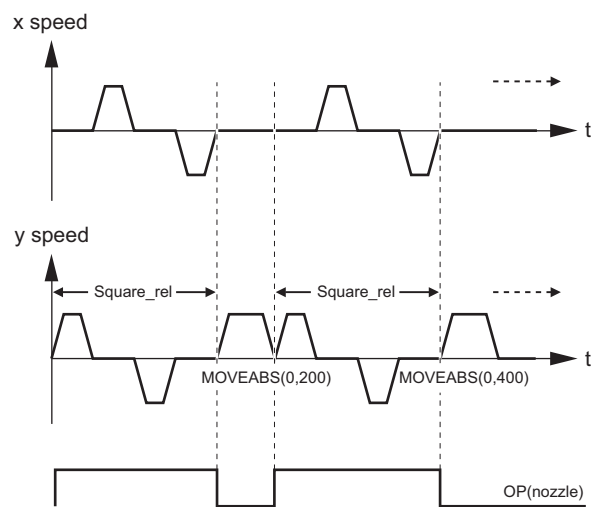 x speed
t
y speed
Square_rel
Square_rel
t
MOVEABS(0,200)
MOVEABS(0,400)
OP(nozzle)